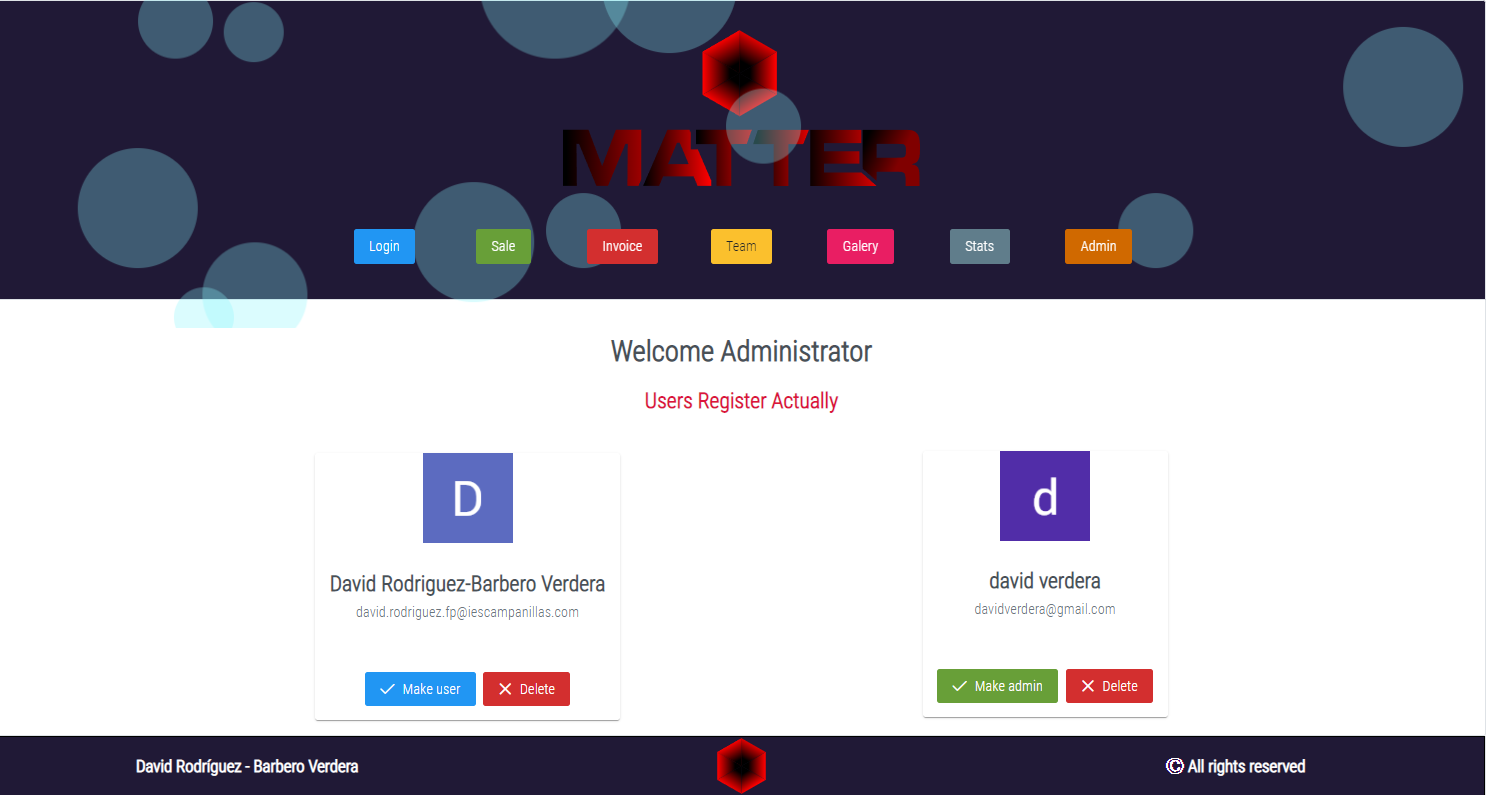 MATTER
Login Sale Invoice Team Galery Stats Admin
Welcome Administrator
Users Register Actually
D
David Rodriguez-Barbero Verdera
david.rodriguez.fp@iescampanillas.com
Make user Delete
d
david verdera
davidverdera@gmail.com
Make admin Delete
David Rodríguez - Barbero Verdera
© All rights reserved